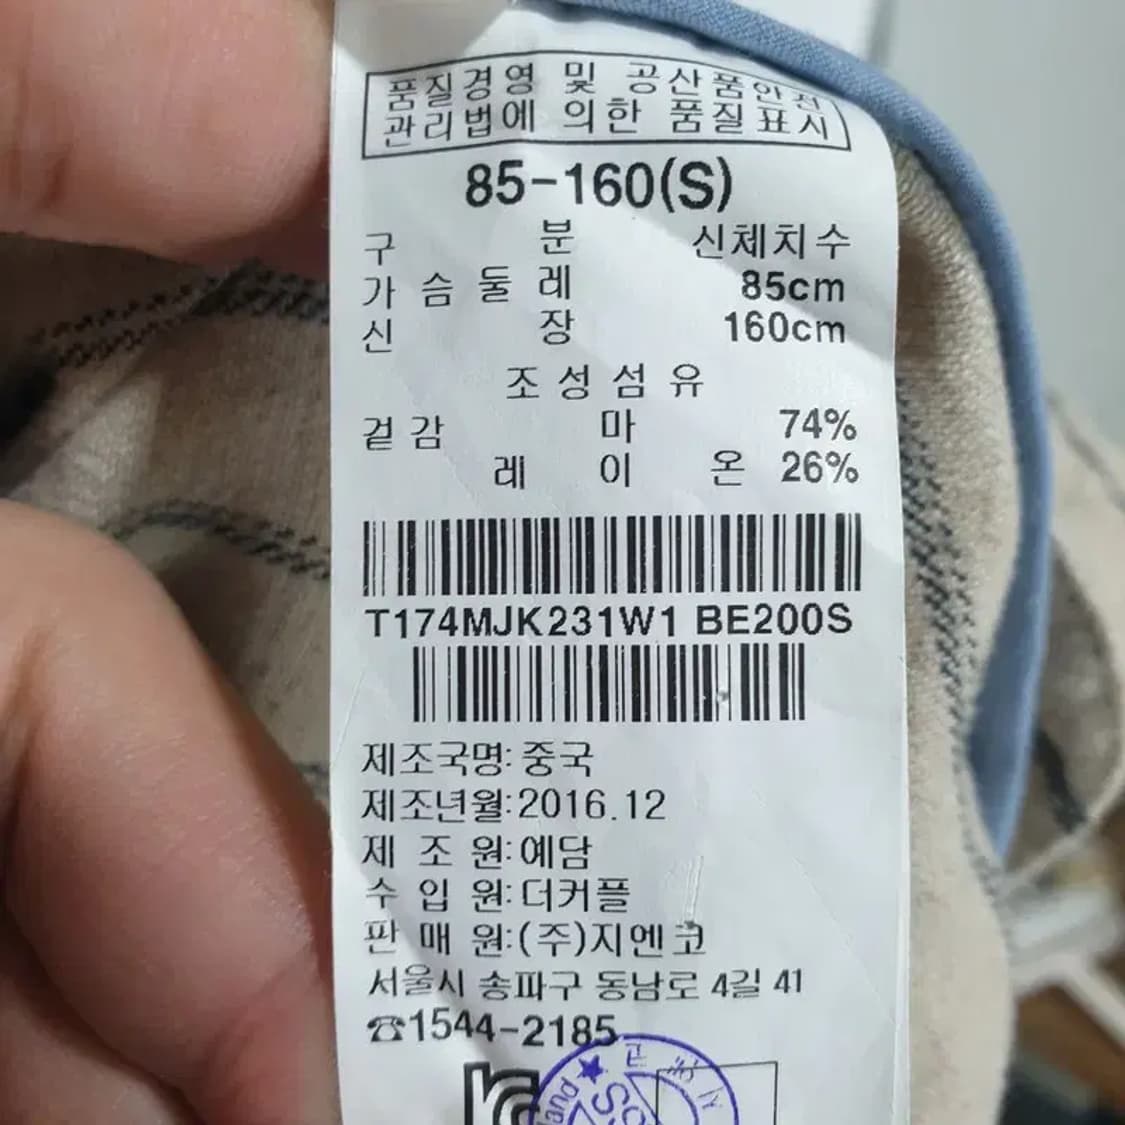 품질경영 및 공산품안전
관리법에 의한 품질표시
85-160(S)
구 분 신체치수
가슴둘레 85cm
신 장 160cm
조성섬유
겉감 마 74%
레이온 26%
T174MJK231W1 BE200S
제조국명: 중국
제조년월: 2016.12
제조원: 예담
수입원: 더커플
판매원: (주)지엔코
서울시 송파구 동남로 4길 41
☎1544-2185